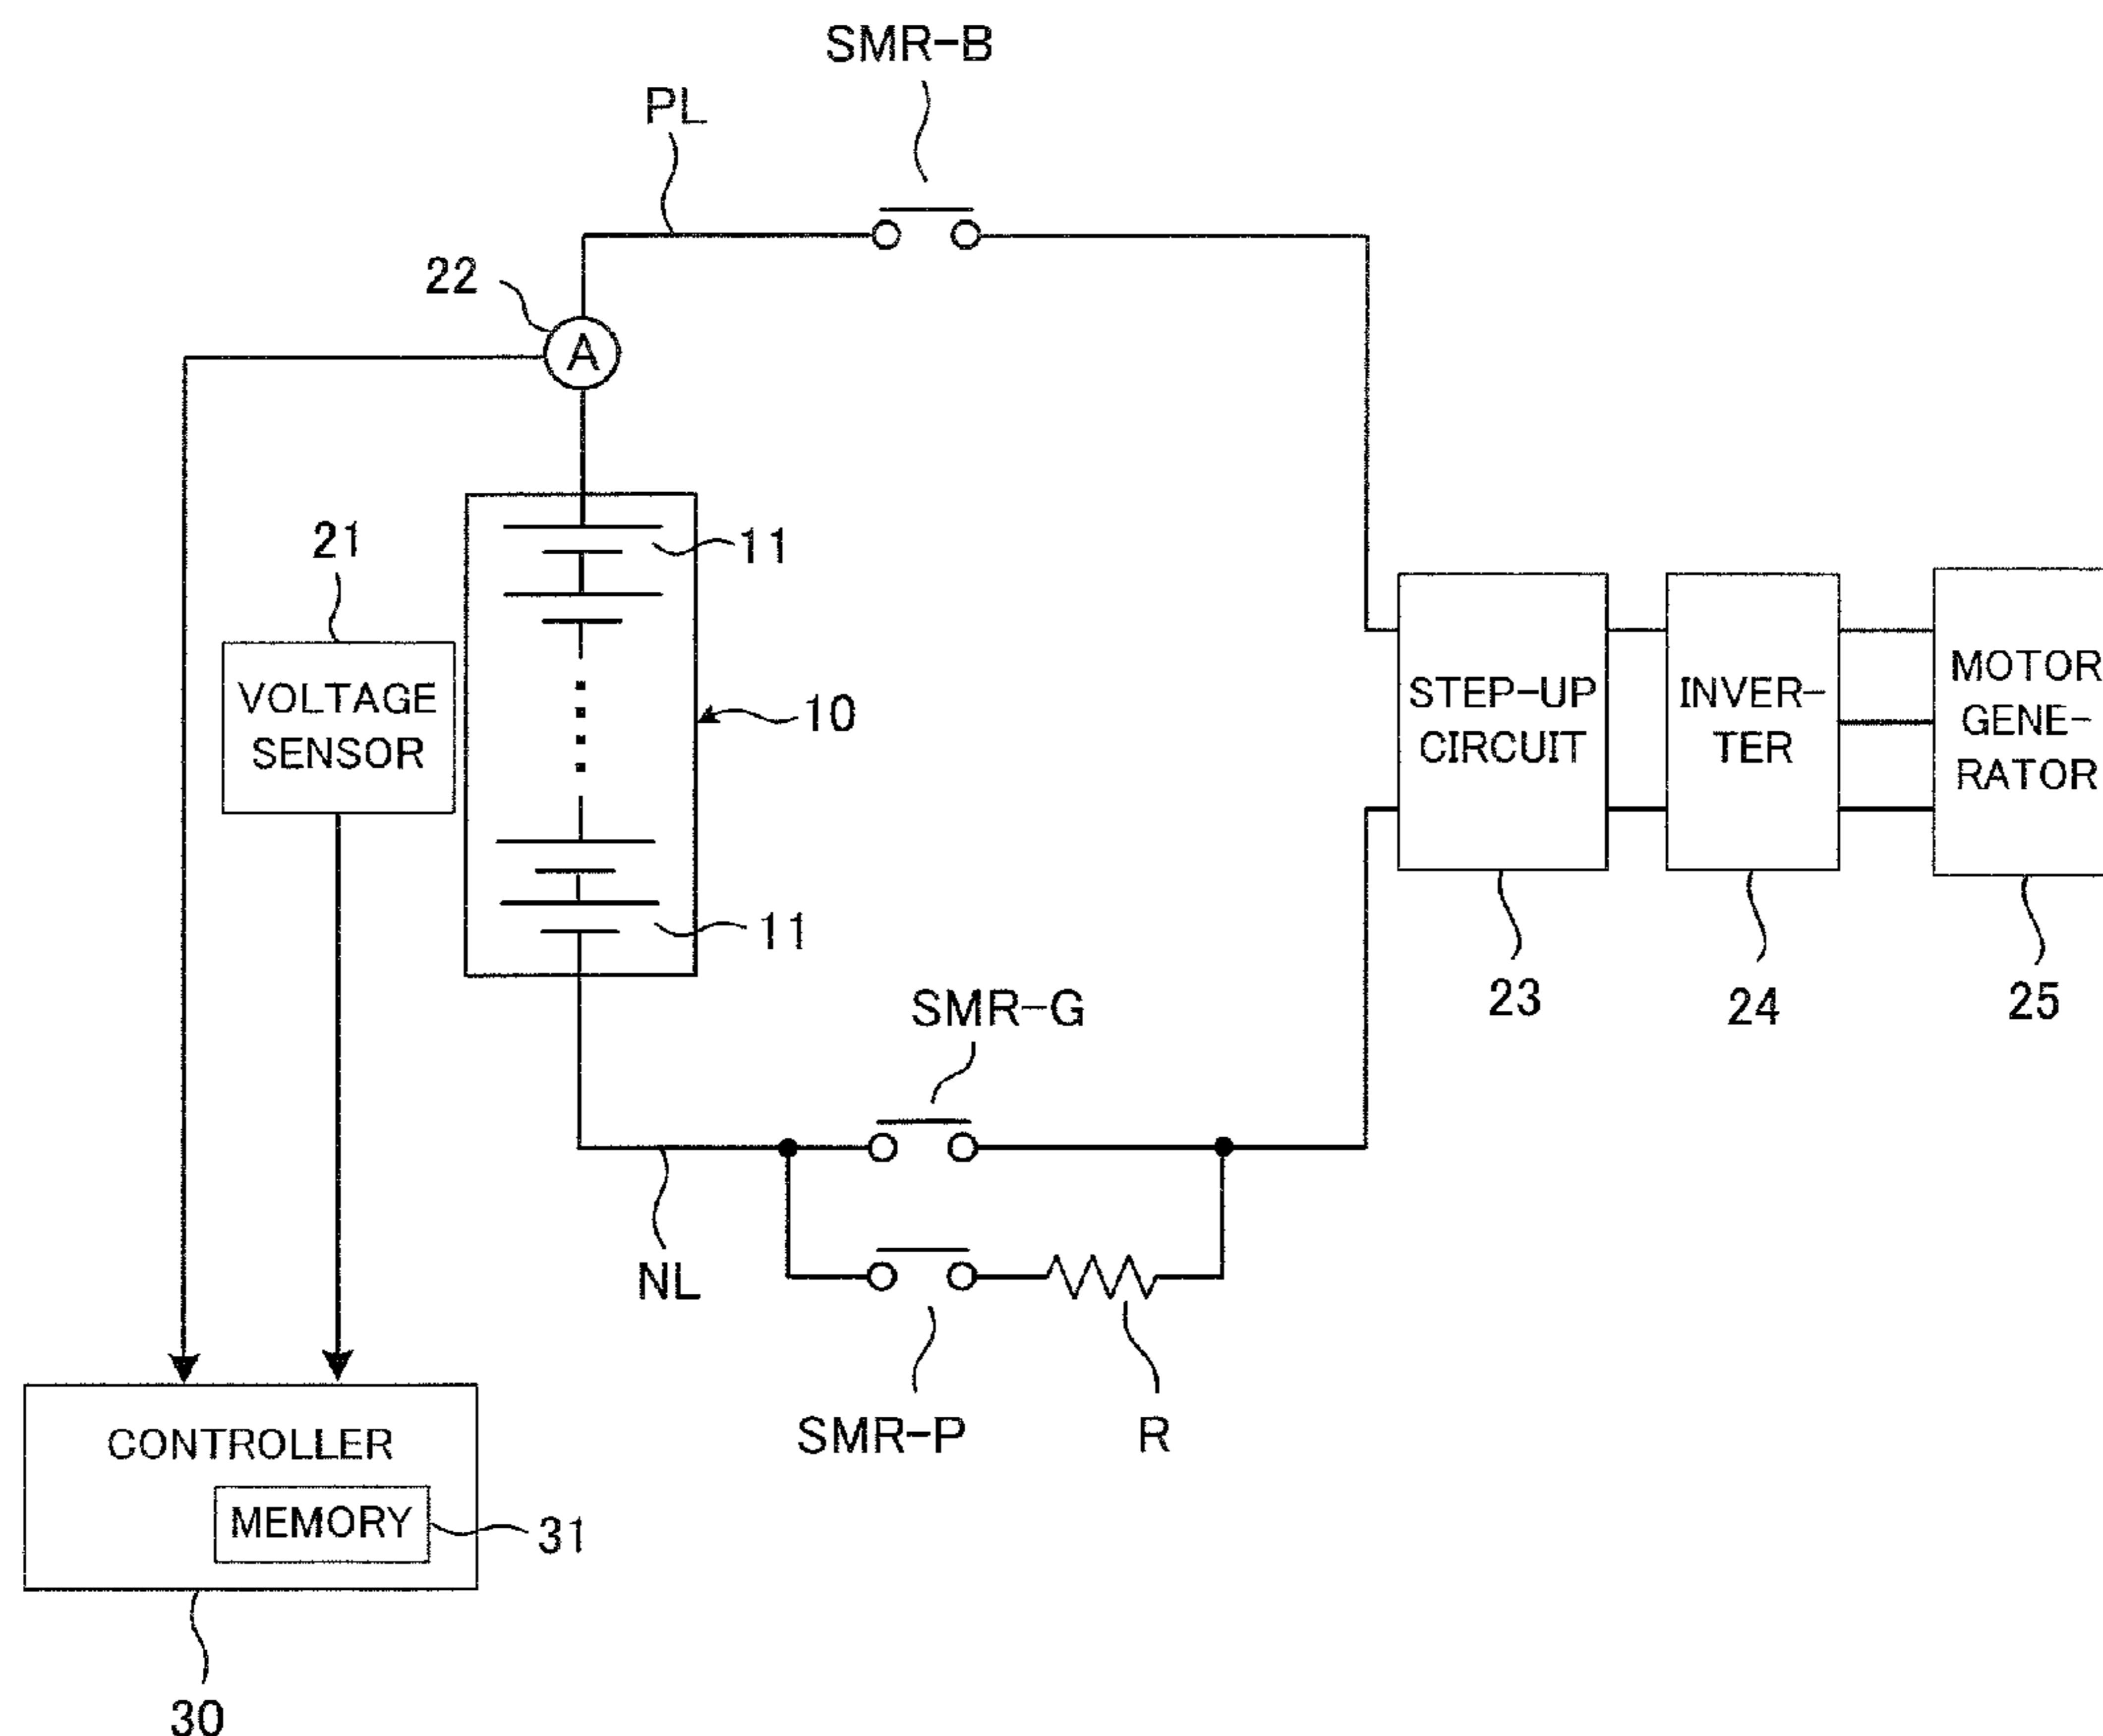 SMR-B
PL
22
A
11
21
VOLTAGE
SENSOR
10
STEP-UP
CIRCUIT
INVER-
TER
MOTOR
GENE-
RATOR
11
23
24
25
SMR-G
NL
SMR-P
R
CONTROLLER
MEMORY
31
30